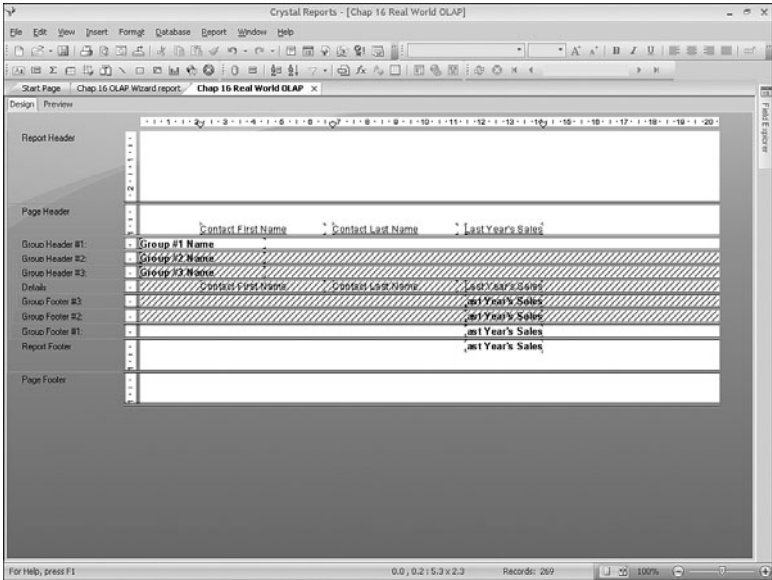 Crystal Reports - [Chap 16 Real World OLAP]
File Edit View Insert Format Database Report Window Help
B I U
Start Page Chap 16 OLAP Wizard report Chap 16 Real World OLAP ×
Design Preview
Field Explorer
Report Header
Page Header
Contact First Name Contact Last Name Last Year's Sales
Group Header #1: Group #1 Name
Group Header #2: Group #2 Name
Group Header #3: Group #3 Name
Details Contact First Name Contact Last Name Last Year's Sales
Group Footer #3: ast Year's Sales
Group Footer #2: ast Year's Sales
Group Footer #1: ast Year's Sales
Report Footer ast Year's Sales
Page Footer
For Help, press F1 0.0 , 0.2 : 5.3 x 2.3 Records: 269 100%